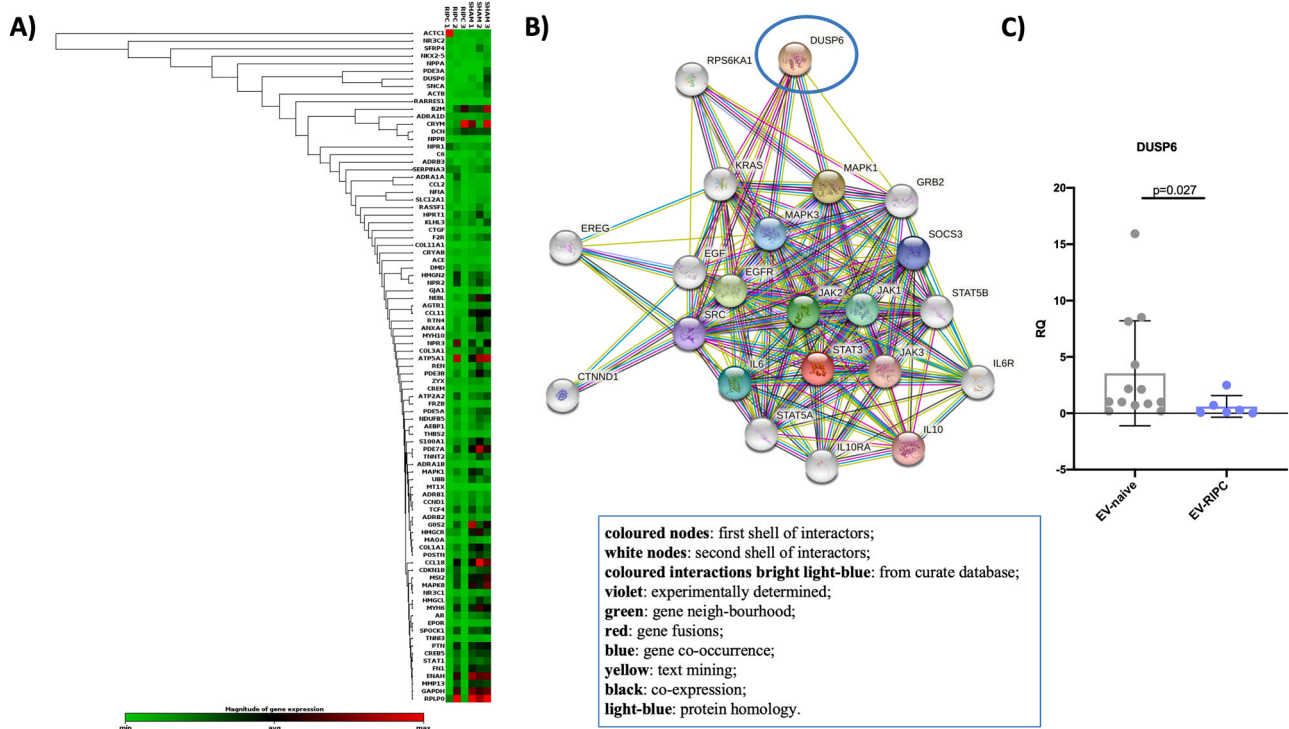 A)
RIPC 1
RIPC 2
RIPC 3
SHAM 1
SHAM 2
SHAM 3
ACTC1
NR3C2
SFRP4
NKX2-5
NPPA
PDE3A
DUSP6
SNCA
ACTB
RARRES1
B2M
ADRA1D
CRYM
DCN
NPPB
NPR1
C6
ADRB3
SERPINA3
ADRA1A
CCL2
NFIA
SLC12A1
RASSF1
HPRT1
KLHL3
CTGF
F2R
COL11A1
CRYAB
ACE
DMD
HMGN2
NPR2
GJA1
NEBL
AGTR1
CCL11
RTN4
ANXA4
MYH10
NPR3
COL3A1
ATP5A1
REN
PDE3B
ZYX
CREM
ATP2A2
FRZB
PDE5A
NDUFB5
AEBP1
THBS2
S100A1
PDE7A
TNNT2
ADRA1B
MAPK1
UBB
MT1X
ADRB1
CCND1
TCF4
ADRB2
G0S2
HMGCR
MAOA
COL1A1
POSTN
CCL18
CDKN1B
MSI2
MAPK8
NR3C1
HMGCL
MYH6
AR
EPOR
SPOCK1
TNNI3
PTN
CREB5
STAT1
FN1
ENAH
MMP13
GAPDH
RPLP0
Magnitude of gene expression
min avg max
B)
DUSP6
RPS6KA1
KRAS
MAPK1
GRB2
MAPK3
EREG
SOCS3
EGF
EGFR
JAK2
JAK1
STAT5B
SRC
STAT3
JAK3
IL6
IL6R
CTNND1
STAT5A
IL10
IL10RA
coloured nodes: first shell of interactors;
white nodes: second shell of interactors;
coloured interactions bright light-blue: from curate database;
violet: experimentally determined;
green: gene neigh-bourhood;
red: gene fusions;
blue: gene co-occurrence;
yellow: text mining;
black: co-expression;
light-blue: protein homology.
C)
DUSP6
p=0.027
20
15
10
5
0
-5
RQ
EV-naive
EV-RIPC